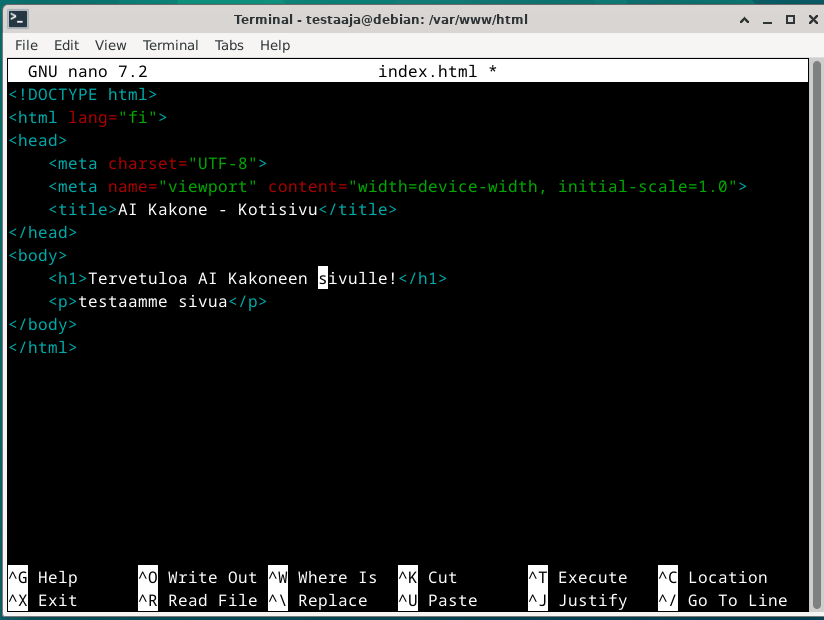 Terminal - testaaja@debian: /var/www/html
File Edit View Terminal Tabs Help
GNU nano 7.2 index.html *
<!DOCTYPE html>
<html lang="fi">
<head>
    <meta charset="UTF-8">
    <meta name="viewport" content="width=device-width, initial-scale=1.0">
    <title>AI Kakone - Kotisivu</title>
</head>
<body>
    <h1>Tervetuloa AI Kakoneen sivulle!</h1>
    <p>testaamme sivua</p>
</body>
</html>
^G Help ^O Write Out ^W Where Is ^K Cut ^T Execute ^C Location
^X Exit ^R Read File ^\ Replace ^U Paste ^J Justify ^/ Go To Line